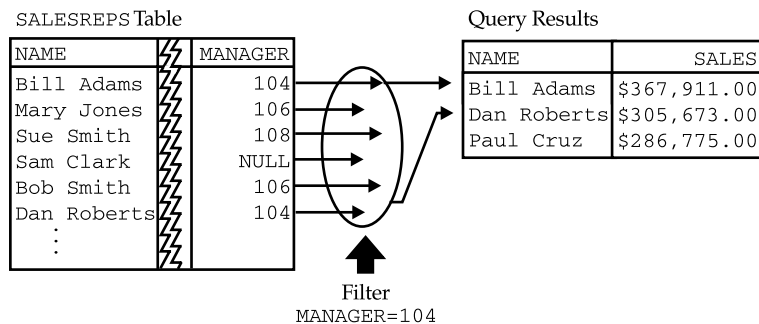 SALESREPS Table
NAME MANAGER
Bill Adams 104
Mary Jones 106
Sue Smith 108
Sam Clark NULL
Bob Smith 106
Dan Roberts 104
Query Results
NAME SALES
Bill Adams $367,911.00
Dan Roberts $305,673.00
Paul Cruz $286,775.00
Filter
MANAGER=104